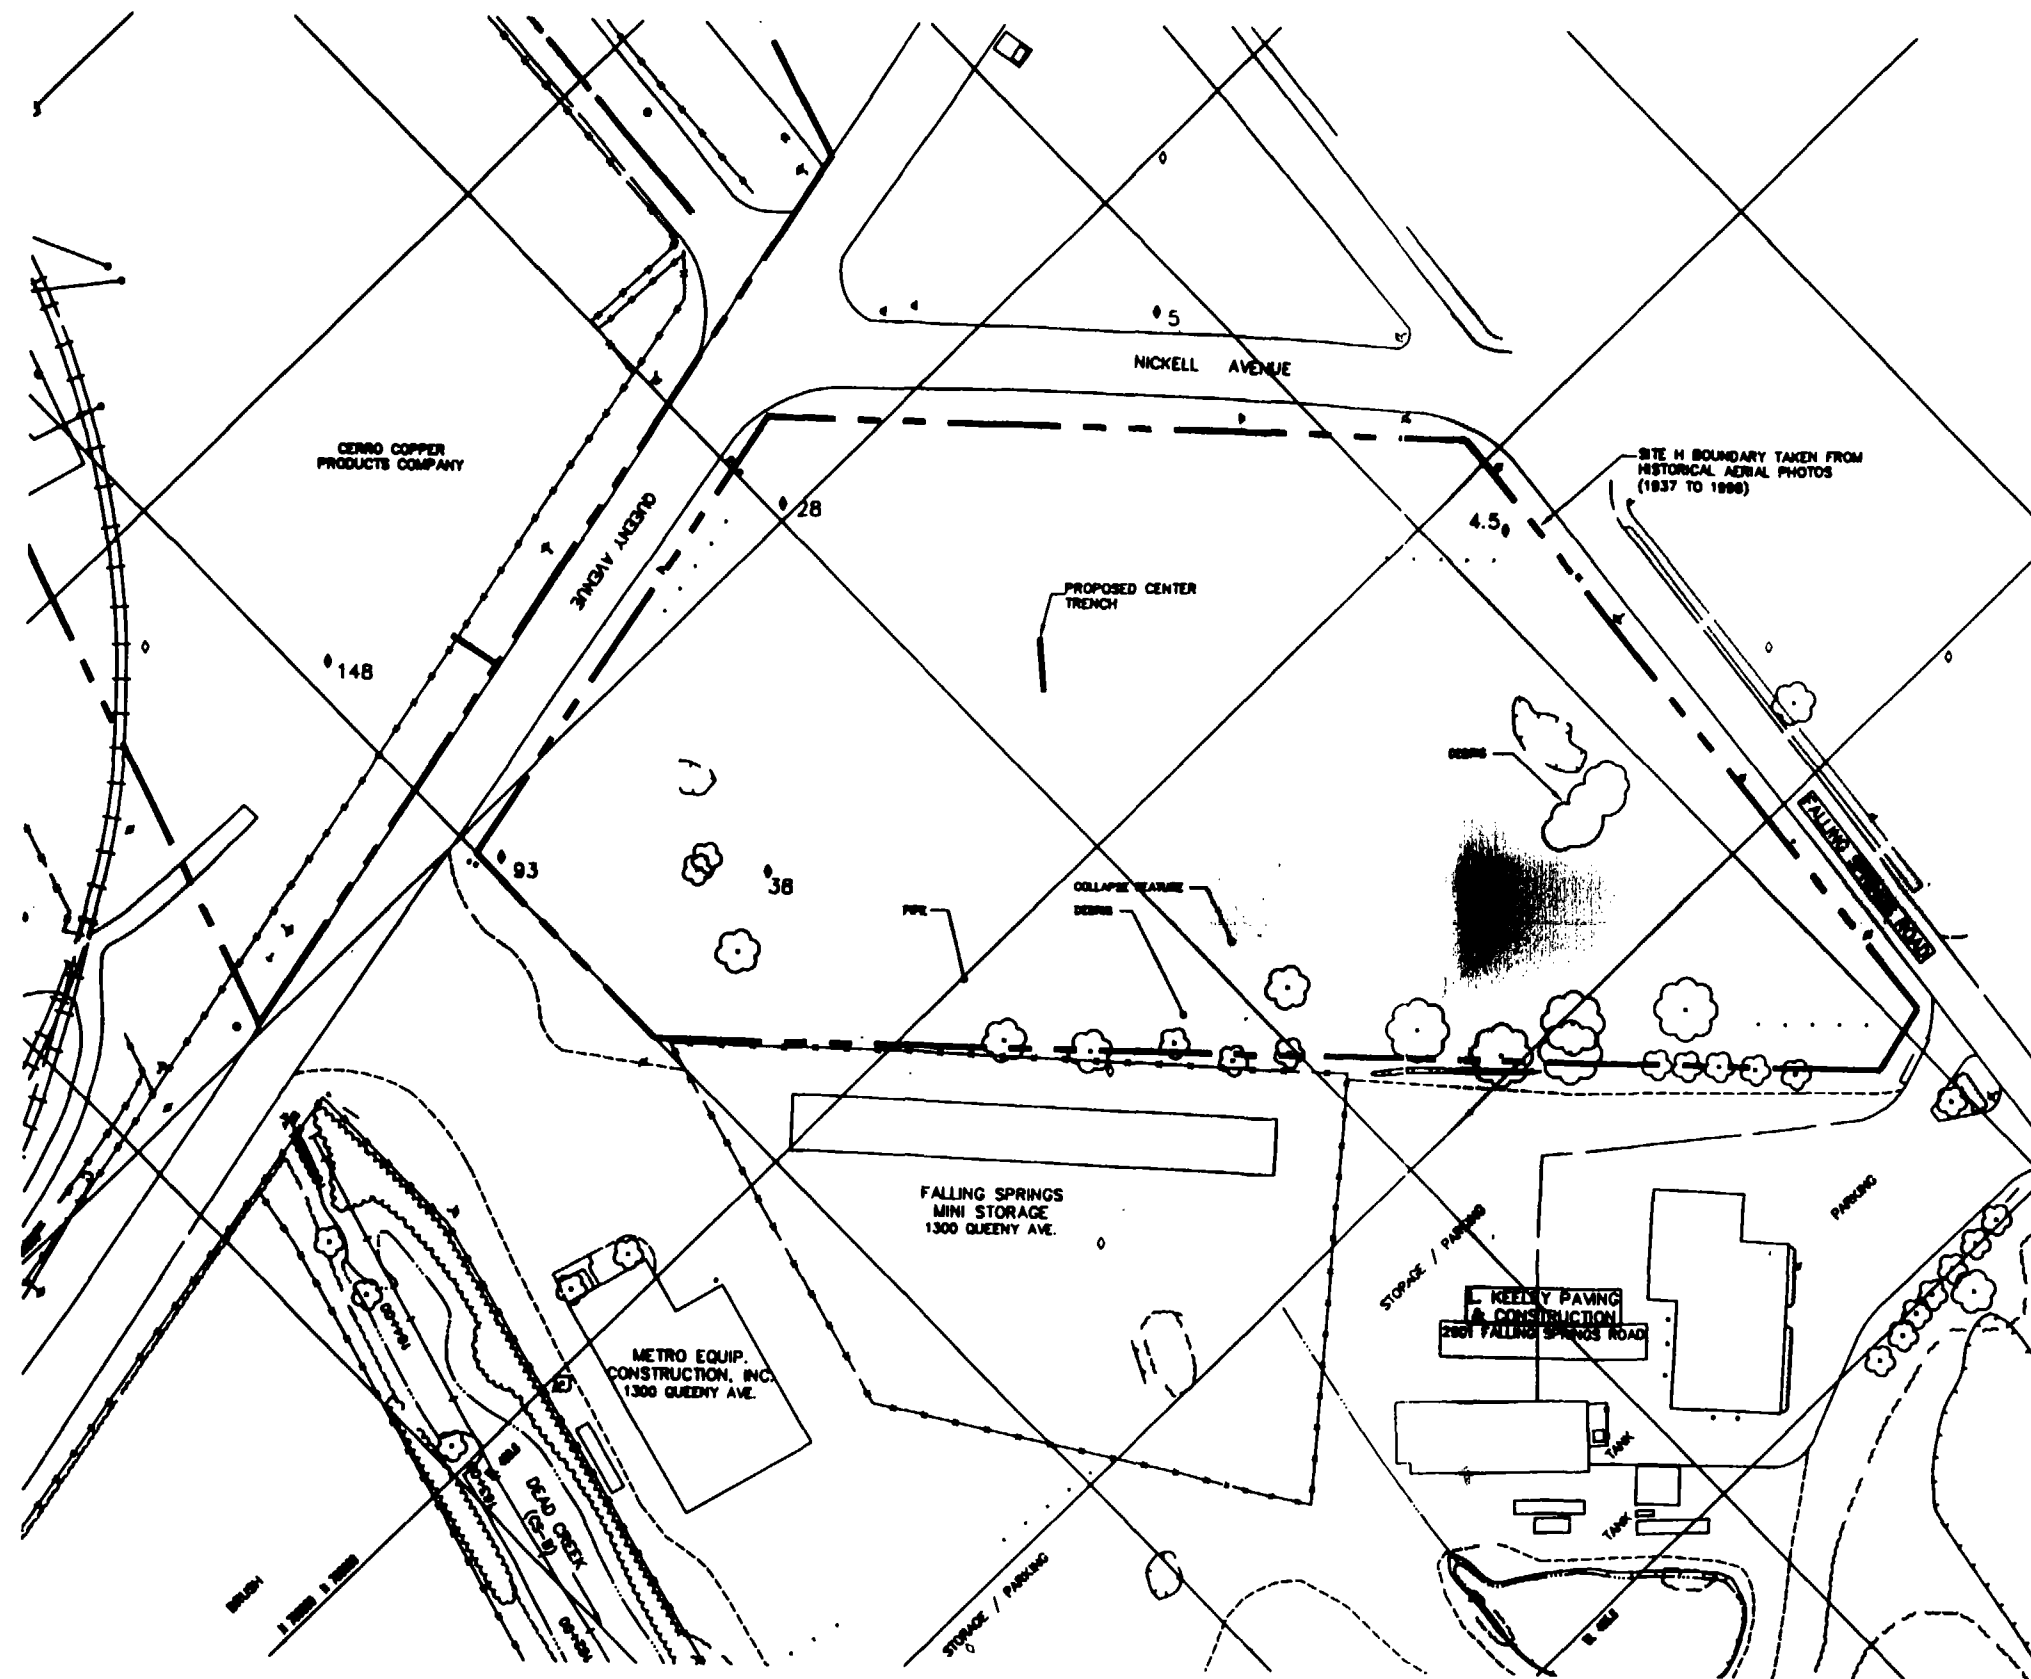 5
NICKELL AVENUE
CERRO COPPER
PRODUCTS COMPANY
SITE H BOUNDARY TAKEN FROM
HISTORICAL AERIAL PHOTOS
(1937 TO 1998)
QUEENY AVENUE
28
4.5
PROPOSED CENTER
TRENCH
148
DEBRIS
FALLING SPRINGS ROAD
93
38
COLLAPSE FEATURE
PIPE
DEBRIS
FALLING SPRINGS
MINI STORAGE
1300 QUEENY AVE.
STORAGE / PARKING
PARKING
L. KEELEY PAVING
& CONSTRUCTION
2901 FALLING SPRINGS ROAD
METRO EQUIP.
CONSTRUCTION, INC.
1300 QUEENY AVE.
TANK
DEAD CREEK
(CS-B)
TANK
BRUSH
STORAGE / PARKING